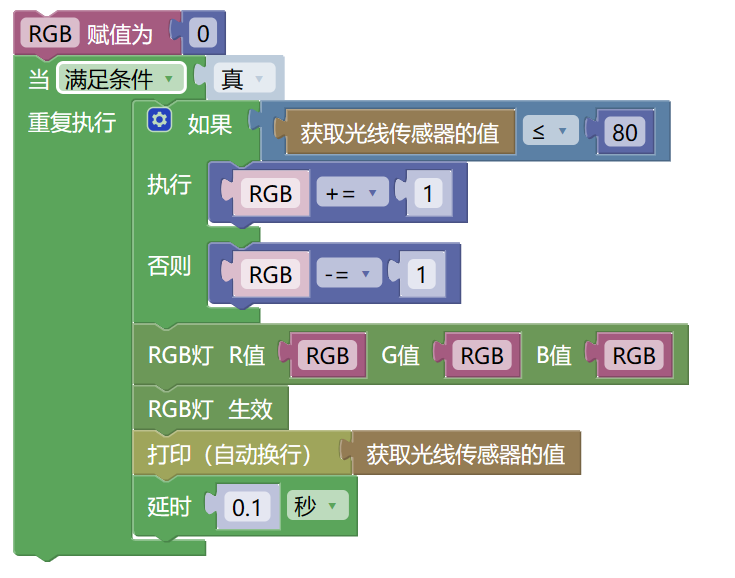 RGB 赋值为 0
当 满足条件 真
重复执行 如果 获取光线传感器的值 ≤ 80
执行 RGB += 1
否则 RGB -= 1
RGB灯 R值 RGB G值 RGB B值 RGB
RGB灯 生效
打印（自动换行） 获取光线传感器的值
延时 0.1 秒